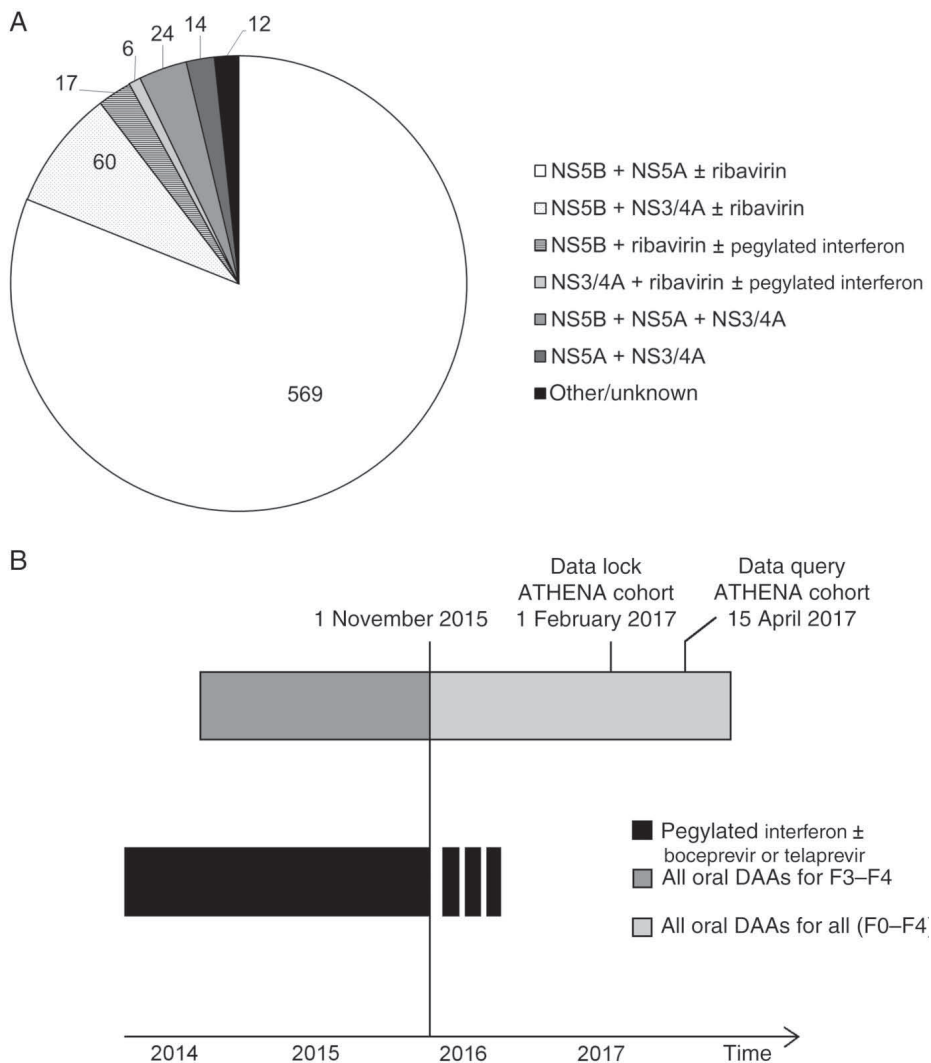 A
17
6
24
14
12
60
569
NS5B + NS5A ± ribavirin
NS5B + NS3/4A ± ribavirin
NS5B + ribavirin ± pegylated interferon
NS3/4A + ribavirin ± pegylated interferon
NS5B + NS5A + NS3/4A
NS5A + NS3/4A
Other/unknown
B
1 November 2015
Data lock
ATHENA cohort
1 February 2017
Data query
ATHENA cohort
15 April 2017
Pegylated interferon ±
boceprevir or telaprevir
All oral DAAs for F3–F4
All oral DAAs for all (F0–F4)
2014 2015 2016 2017 Time